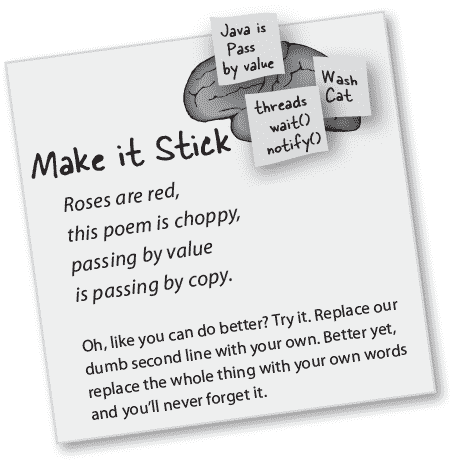 Java is
Pass
by value
Wash
Cat
threads
wait()
notify()
Make it Stick
Roses are red,
this poem is choppy,
passing by value
is passing by copy.
Oh, like you can do better? Try it. Replace our
dumb second line with your own. Better yet,
replace the whole thing with your own words
and you'll never forget it.